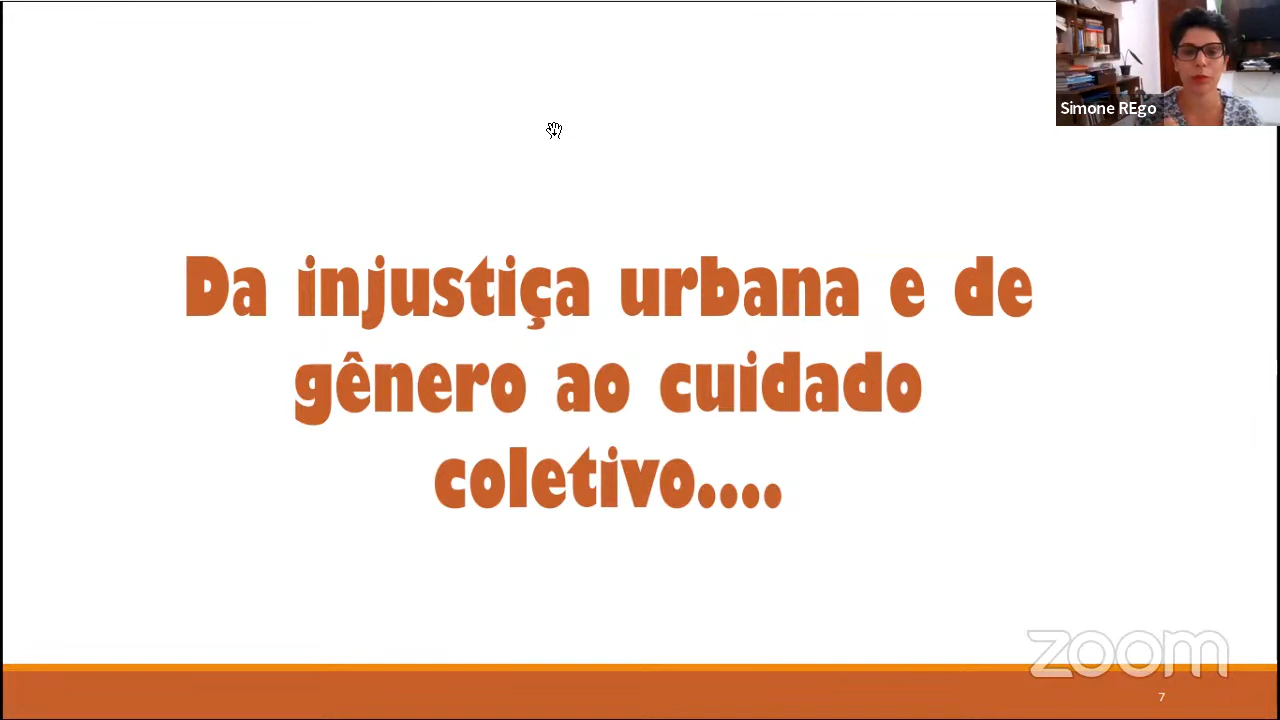 Simone REgo
Da injustiça urbana e de
gênero ao cuidado
coletivo....
zoom
7